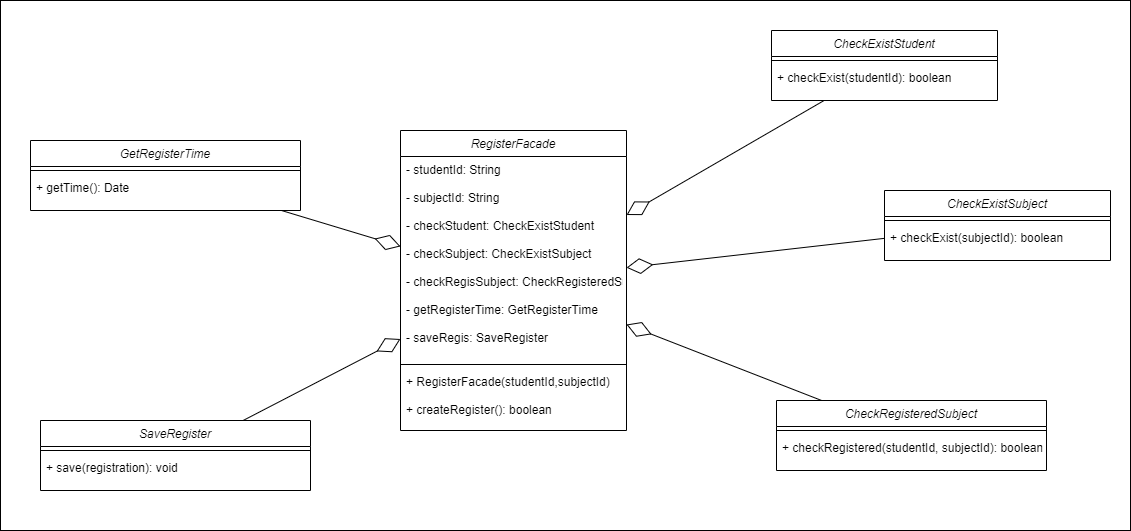 CheckExistStudent
+ checkExist(studentId): boolean
GetRegisterTime
+ getTime(): Date
RegisterFacade
- studentId: String
- subjectId: String
- checkStudent: CheckExistStudent
- checkSubject: CheckExistSubject
- checkRegisSubject: CheckRegisteredS
- getRegisterTime: GetRegisterTime
- saveRegis: SaveRegister
+ RegisterFacade(studentId,subjectId)
+ createRegister(): boolean
CheckExistSubject
+ checkExist(subjectId): boolean
SaveRegister
+ save(registration): void
CheckRegisteredSubject
+ checkRegistered(studentId, subjectId): boolean